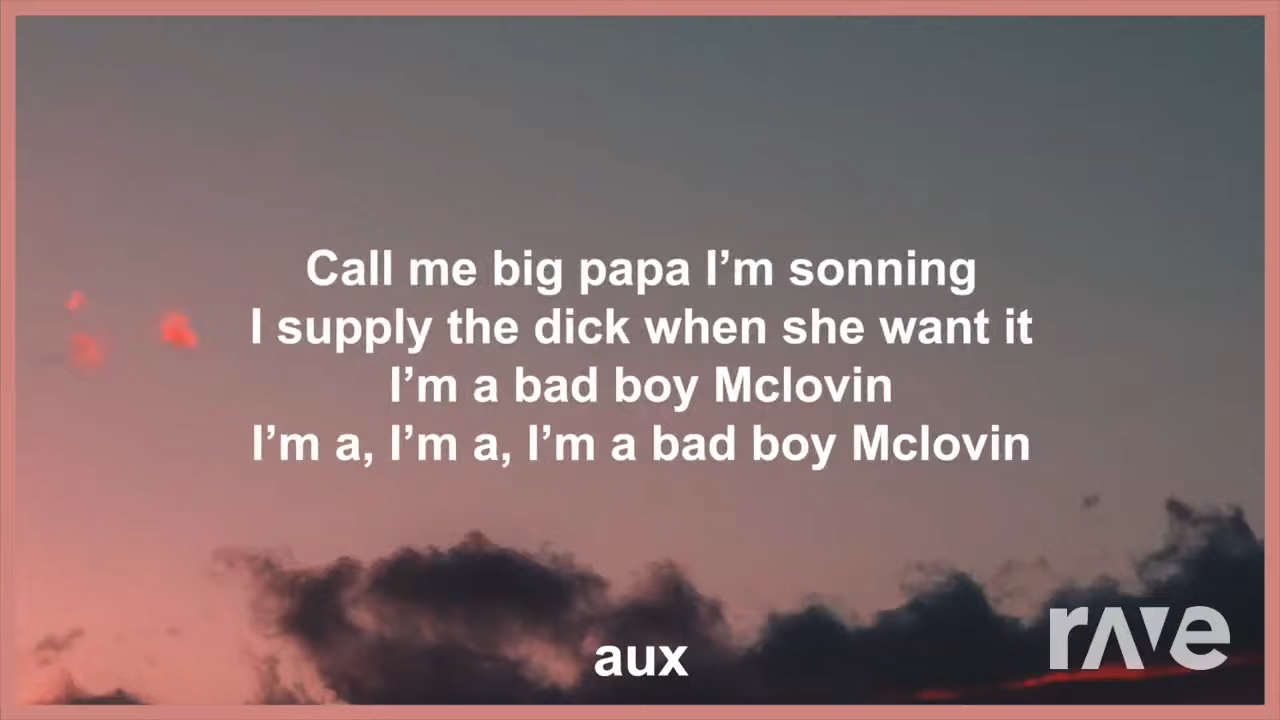 Call me big papa I’m sonning
I supply the dick when she want it
I’m a bad boy Mclovin
I’m a, I’m a, I’m a bad boy Mclovin
aux
rave